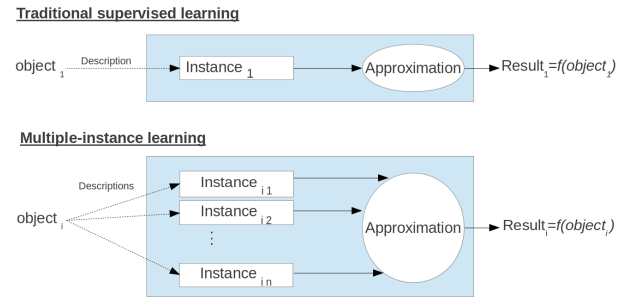 Traditional supervised learning
object 1
Description
Instance 1
Approximation
Result1=f(object1)
Multiple-instance learning
Descriptions
object i
Instance i 1
Instance i 2
⋮
Instance i n
Approximation
Resulti=f(objecti)